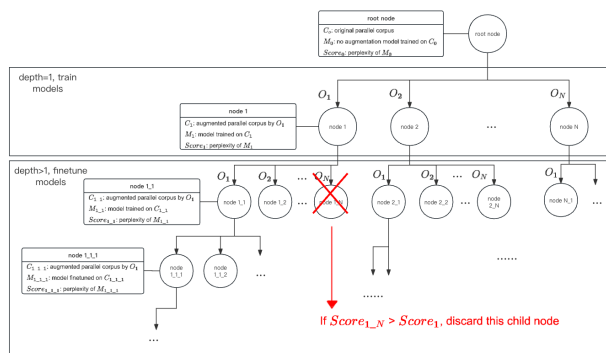 root node
C₀: original parallel corpus
M₀: no augmentation model trained on C₀
Score₀: perplexity of M₀
root node
depth=1, train
models
O₁
O₂
O_N
node 1
C₁: augmented parallel corpus by O₁
M₁: model trained on C₁
Score₁: perplexity of M₁
node 1
node 2
...
node N
depth>1, finetune
models
O₁
O₂
...
O_N
O₁
O₂
...
O_N
O₁
...
node 1_1
C₁_₁: augmented parallel corpus by O₁
M₁_₁: model trained on C₁_₁
Score₁_₁: perplexity of M₁_₁
node 1_1
node 1_2
...
node 1_N
node 2_1
node 2_2
...
node 2_N
node N_1
...
node 1_1_1
C₁_₁_₁: augmented parallel corpus by O₁
M₁_₁_₁: model finetuned on C₁_₁_₁
Score₁_₁_₁: perplexity of M₁_₁_₁
node
1_1_1
node
1_1_2
...
......
......
If Score₁_N > Score₁, discard this child node
...